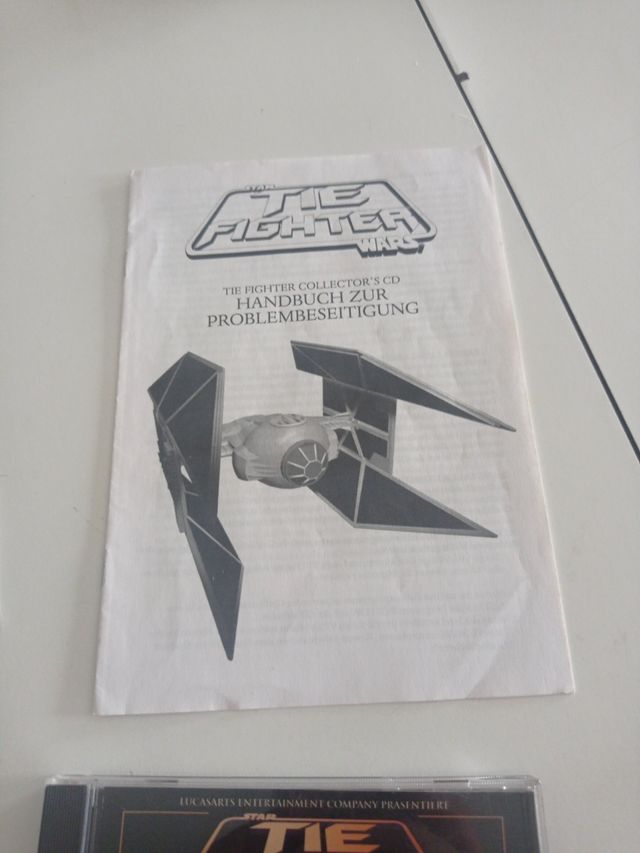 STAR
TIE
FIGHTER
WARS
TIE FIGHTER COLLECTOR'S CD
HANDBUCH ZUR
PROBLEMBESEITIGUNG
LUCASARTS ENTERTAINMENT COMPANY PRÄSENTIERT
STAR
TIE